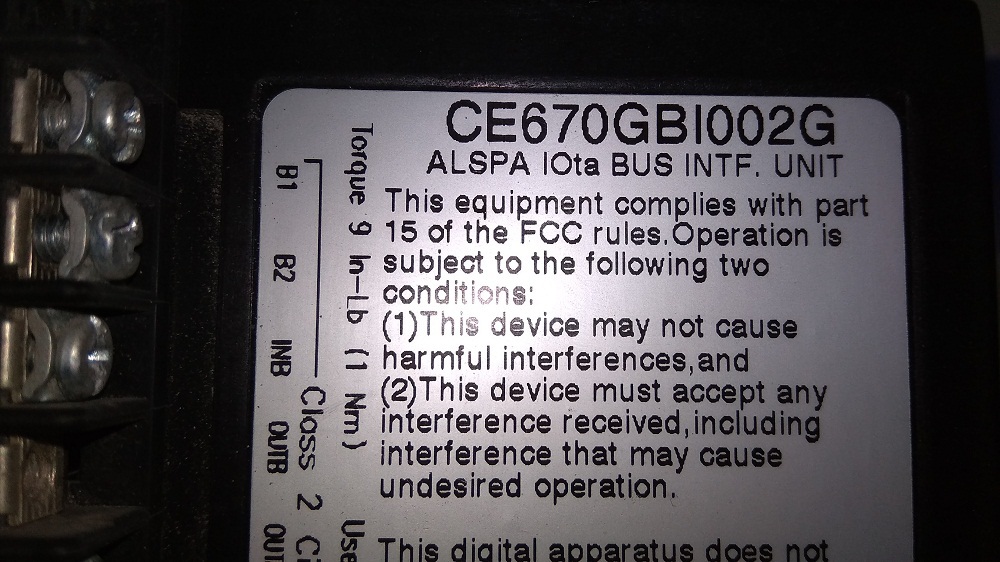 CE670GBI002G
ALSPA IOta BUS INTF. UNIT
This equipment complies with part
15 of the FCC rules.Operation is
subject to the following two
conditions:
(1)This device may not cause
harmful interferences,and
(2)This device must accept any
interference received,including
interference that may cause
undesired operation.
This digital apparatus does not
Torque 9 In-Lb (1 Nm) Use
Class 2
B1 B2 INB OUTB